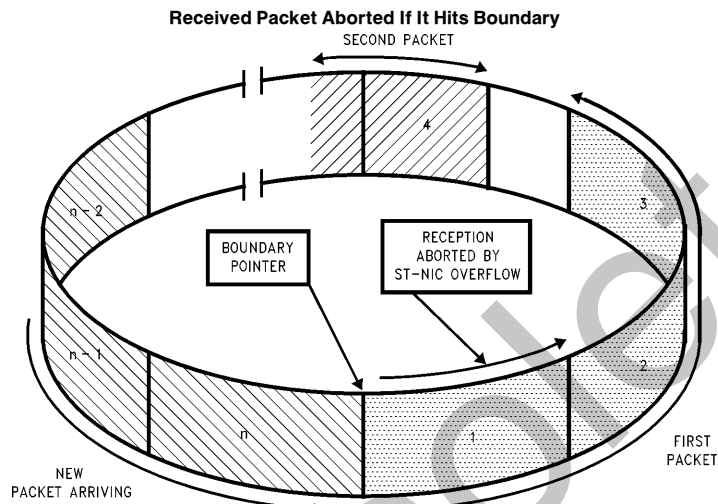 Received Packet Aborted If It Hits Boundary
SECOND PACKET
4
3
n - 2
BOUNDARY
POINTER
RECEPTION
ABORTED BY
ST-NIC OVERFLOW
n - 1
2
n
1
FIRST
PACKET
NEW
PACKET ARRIVING